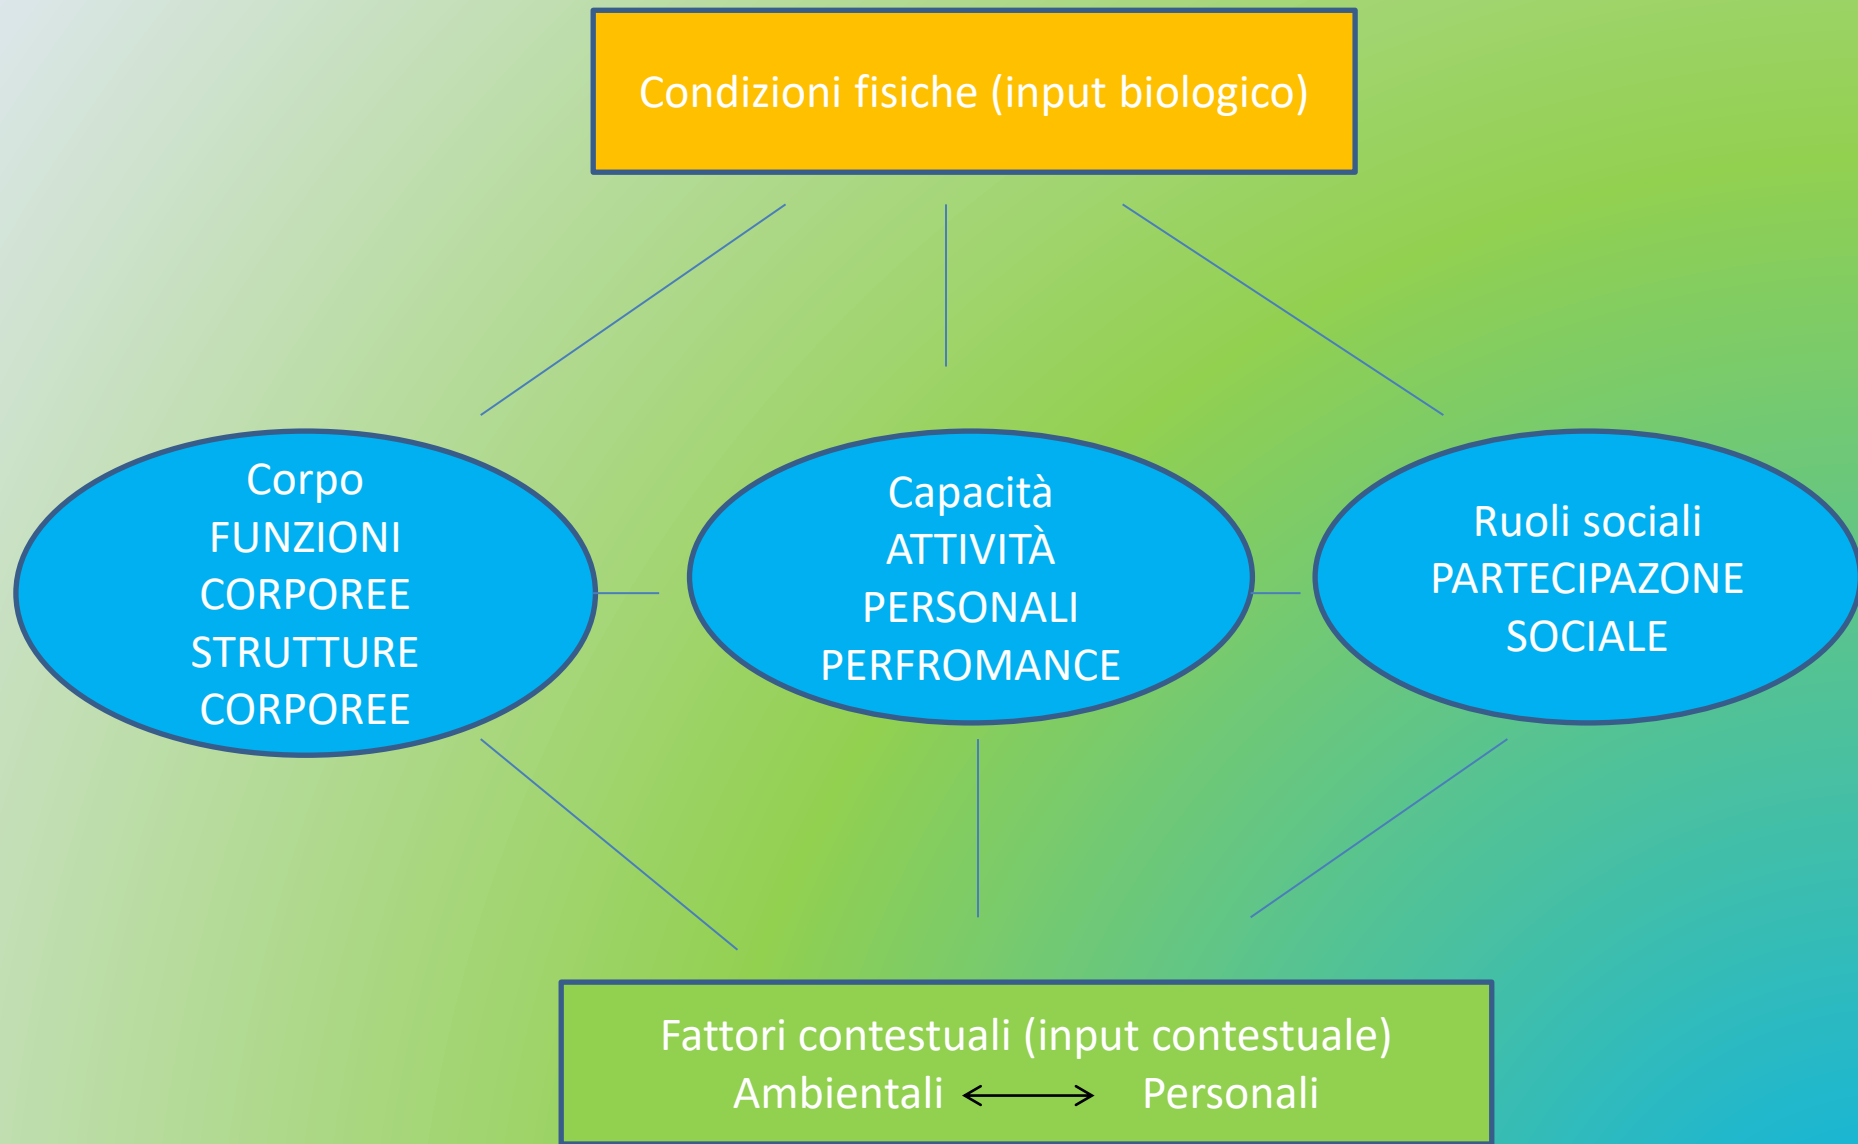 Condizioni fisiche (input biologico)
Corpo
FUNZIONI
CORPOREE
STRUTTURE
CORPOREE
Capacità
ATTIVITÀ
PERSONALI
PERFROMANCE
Ruoli sociali
PARTECIPAZONE
SOCIALE
Fattori contestuali (input contestuale)
Ambientali Personali